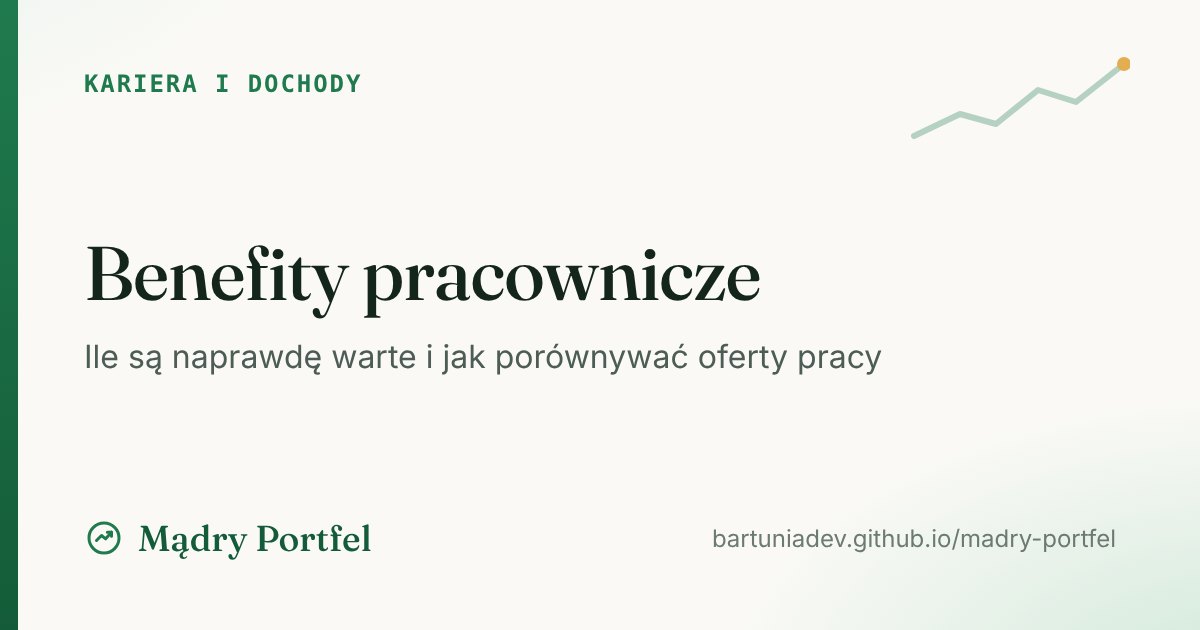 KARIERA I DOCHODY
Benefity pracownicze
Ile są naprawdę warte i jak porównywać oferty pracy
Mądry Portfel
bartuniadev.github.io/madry-portfel